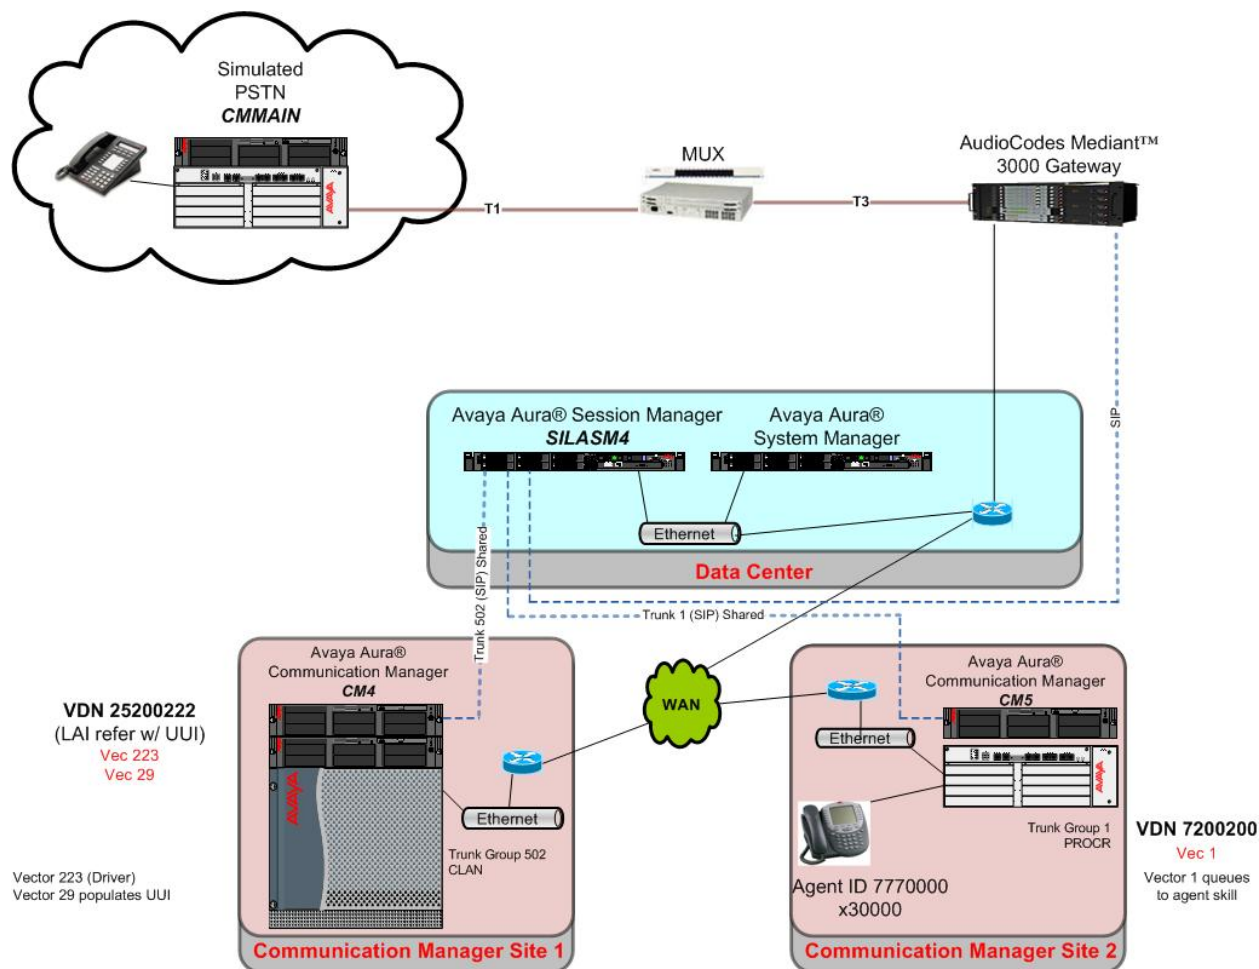 Simulated
PSTN
CMMAIN
AVAYA
T1
MUX
T3
AudioCodes Mediant™
3000 Gateway
SIP
Avaya Aura® Session Manager
SILASM4
Avaya Aura®
System Manager
Ethernet
Data Center
Trunk 502 (SIP) Shared
Trunk 1 (SIP) Shared
Avaya Aura®
Communication Manager
CM4
VDN 25200222
(LAI refer w/ UUI)
Vec 223
Vec 29
AVAYA
Ethernet
Trunk Group 502
CLAN
Vector 223 (Driver)
Vector 29 populates UUI
Communication Manager Site 1
WAN
Avaya Aura®
Communication Manager
CM5
Ethernet
AVAYA
Trunk Group 1
PROCR
Agent ID 7770000
x30000
VDN 7200200
Vec 1
Vector 1 queues
to agent skill
Communication Manager Site 2